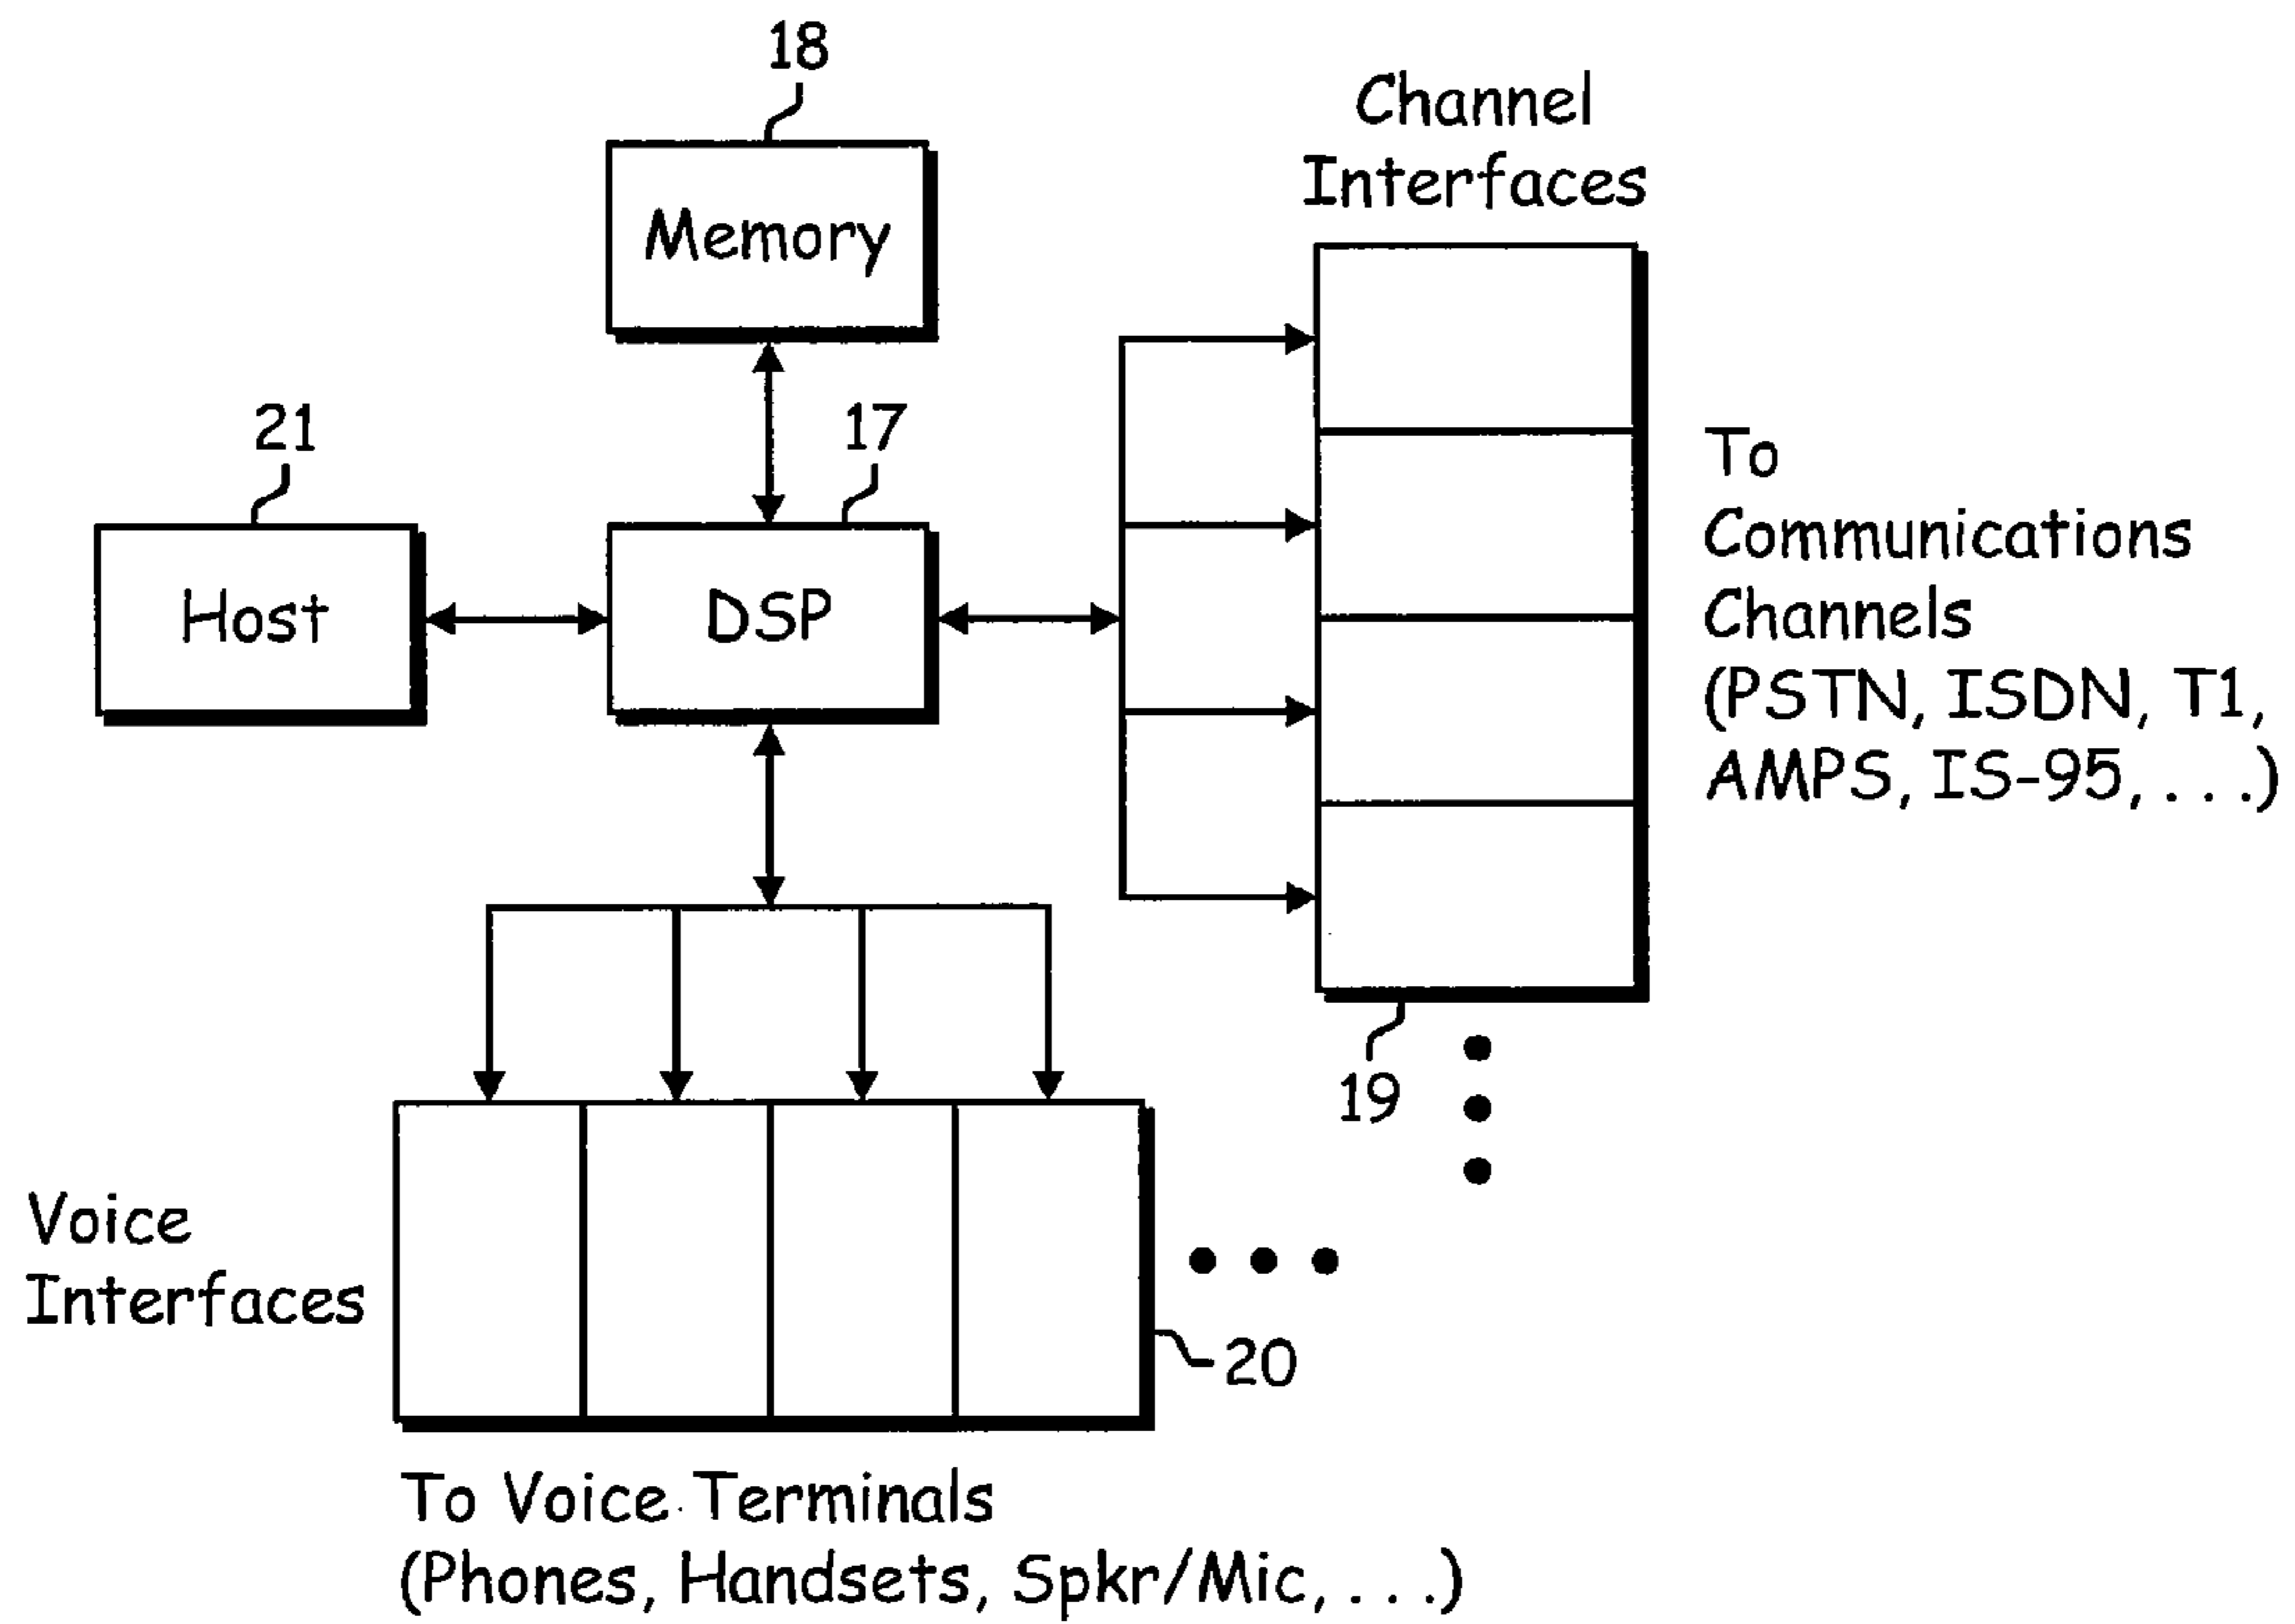 18
Channel
Interfaces
Memory
21
17
To
Communications
Channels
(PSTN, ISDN, T1,
AMPS, IS-95, . . .)
Host
DSP
19
Voice
Interfaces
20
To Voice Terminals
(Phones, Handsets, Spkr/Mic, . . .)